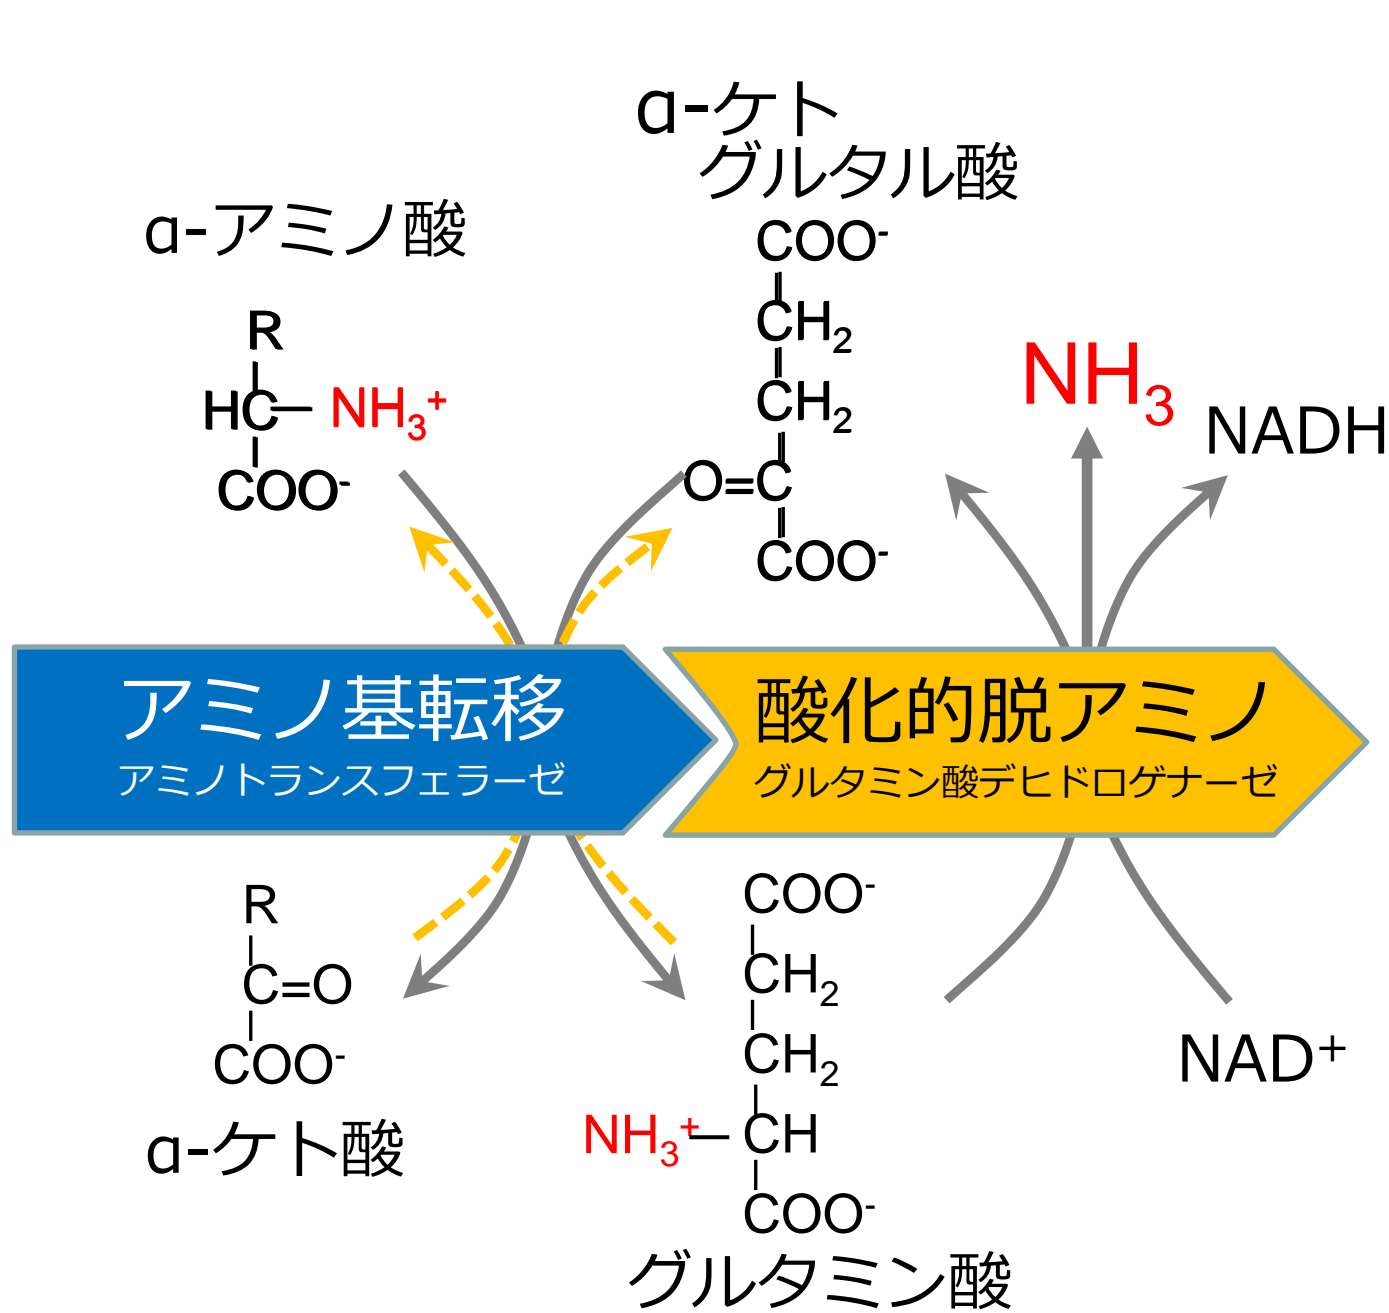 α-ケト
グルタル酸
α-アミノ酸
COO⁻
CH₂
CH₂
O=C
COO⁻
R
HC—NH₃⁺
COO⁻
NH₃
NADH
アミノ基転移
アミノトランスフェラーゼ
酸化的脱アミノ
グルタミン酸デヒドロゲナーゼ
R
C=O
COO⁻
α-ケト酸
COO⁻
CH₂
CH₂
NH₃⁺—CH
COO⁻
グルタミン酸
NAD⁺